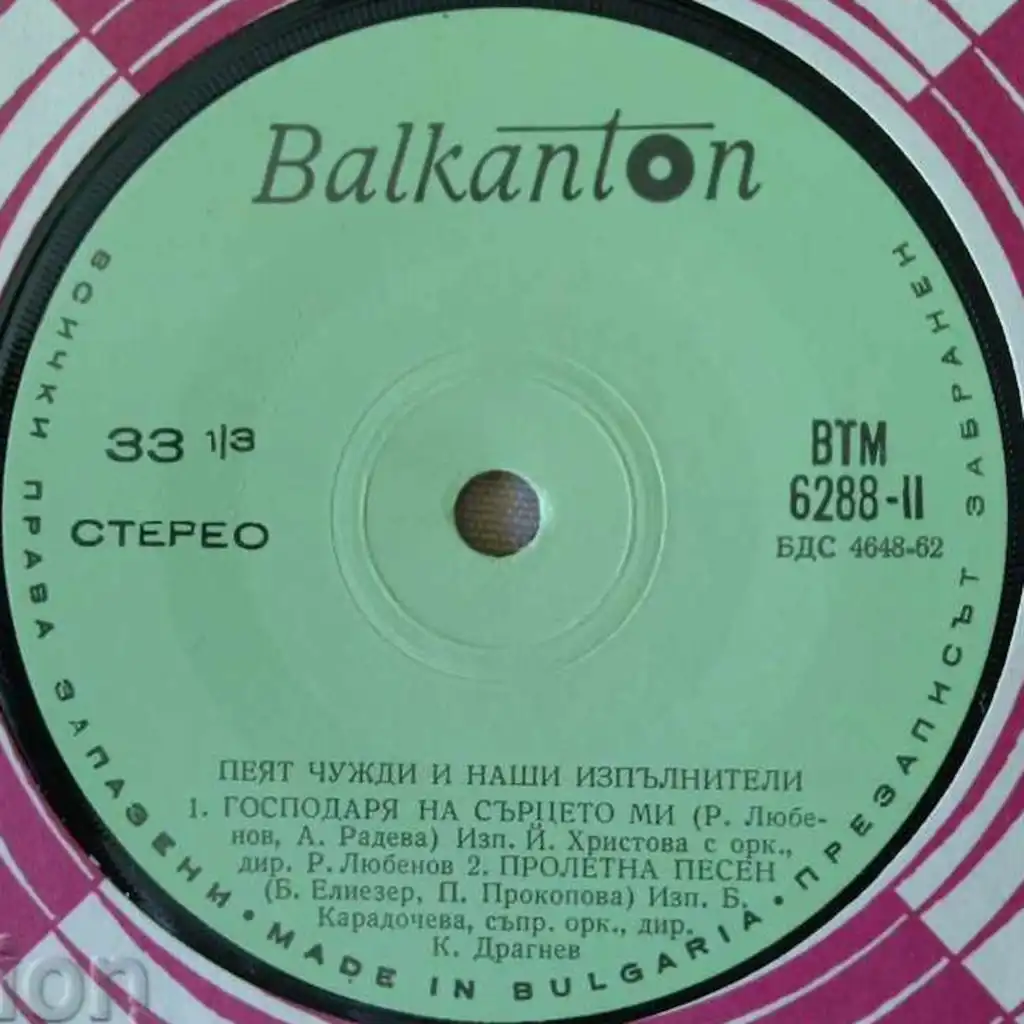 Balkanton
ВСИЧКИ ПРАВА ЗАПАЗЕНИ • MADE IN BULGARIA • ПРЕЗАПИСЪТ ЗАБРАНЕН
33 1/3
СТЕРЕО
ВТМ
6288-II
БДС 4648-62
ПЕЯТ ЧУЖДИ И НАШИ ИЗПЪЛНИТЕЛИ
1. ГОСПОДАРЯ НА СЪРЦЕТО МИ (Р. Любе-
нов, А. Радева) Изп. Й. Христова с орк.,
дир. Р. Любенов 2. ПРОЛЕТНА ПЕСЕН
(Б. Елиезер, П. Прокопова) Изп. Б.
Карадочева, съпр. орк., дир.
К. Драгнев